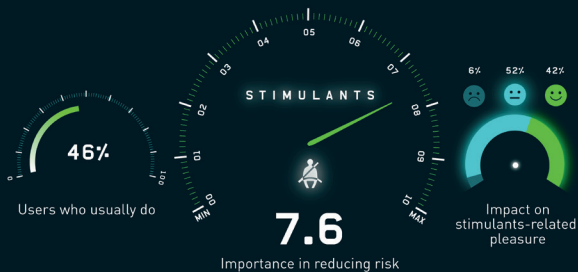 46%
0
100
Users who usually do
STIMULANTS
00
01
02
03
04
05
06
07
08
09
10
MIN
MAX
7.6
Importance in reducing risk
6%
52%
42%
Impact on
stimulants-related
pleasure